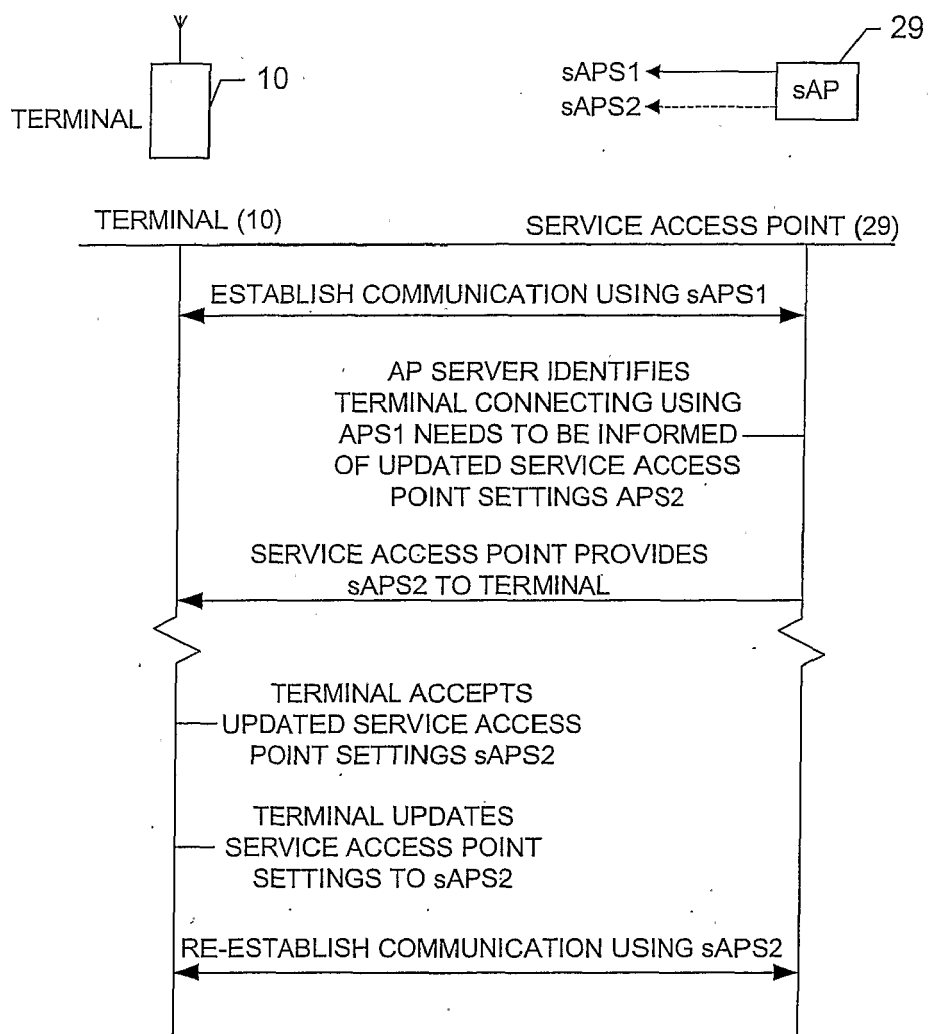 29
sAPS1
sAP
sAPS2
10
TERMINAL
TERMINAL (10)
SERVICE ACCESS POINT (29)
ESTABLISH COMMUNICATION USING sAPS1
AP SERVER IDENTIFIES
TERMINAL CONNECTING USING
APS1 NEEDS TO BE INFORMED
OF UPDATED SERVICE ACCESS
POINT SETTINGS APS2
SERVICE ACCESS POINT PROVIDES
sAPS2 TO TERMINAL
TERMINAL ACCEPTS
UPDATED SERVICE ACCESS
POINT SETTINGS sAPS2
TERMINAL UPDATES
SERVICE ACCESS POINT
SETTINGS TO sAPS2
RE-ESTABLISH COMMUNICATION USING sAPS2